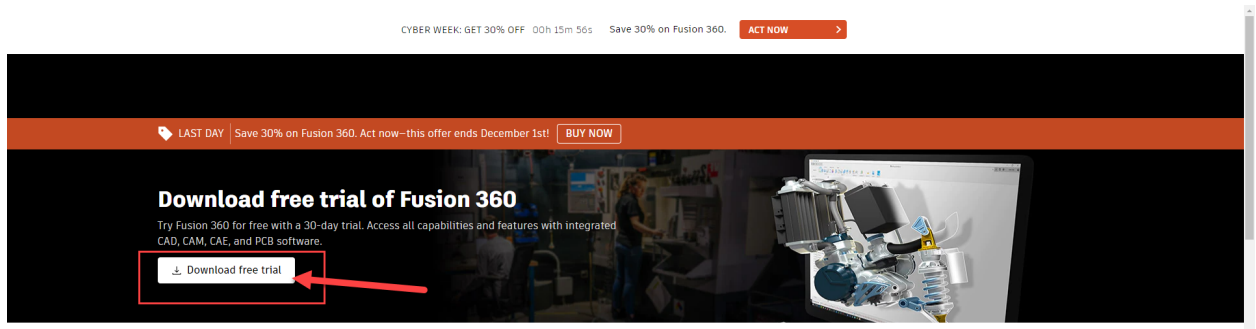 CYBER WEEK: GET 30% OFF 00h 15m 56s Save 30% on Fusion 360. ACT NOW
LAST DAY Save 30% on Fusion 360. Act now—this offer ends December 1st! BUY NOW
Download free trial of Fusion 360
Try Fusion 360 for free with a 30-day trial. Access all capabilities and features with integrated
CAD, CAM, CAE, and PCB software.
Download free trial